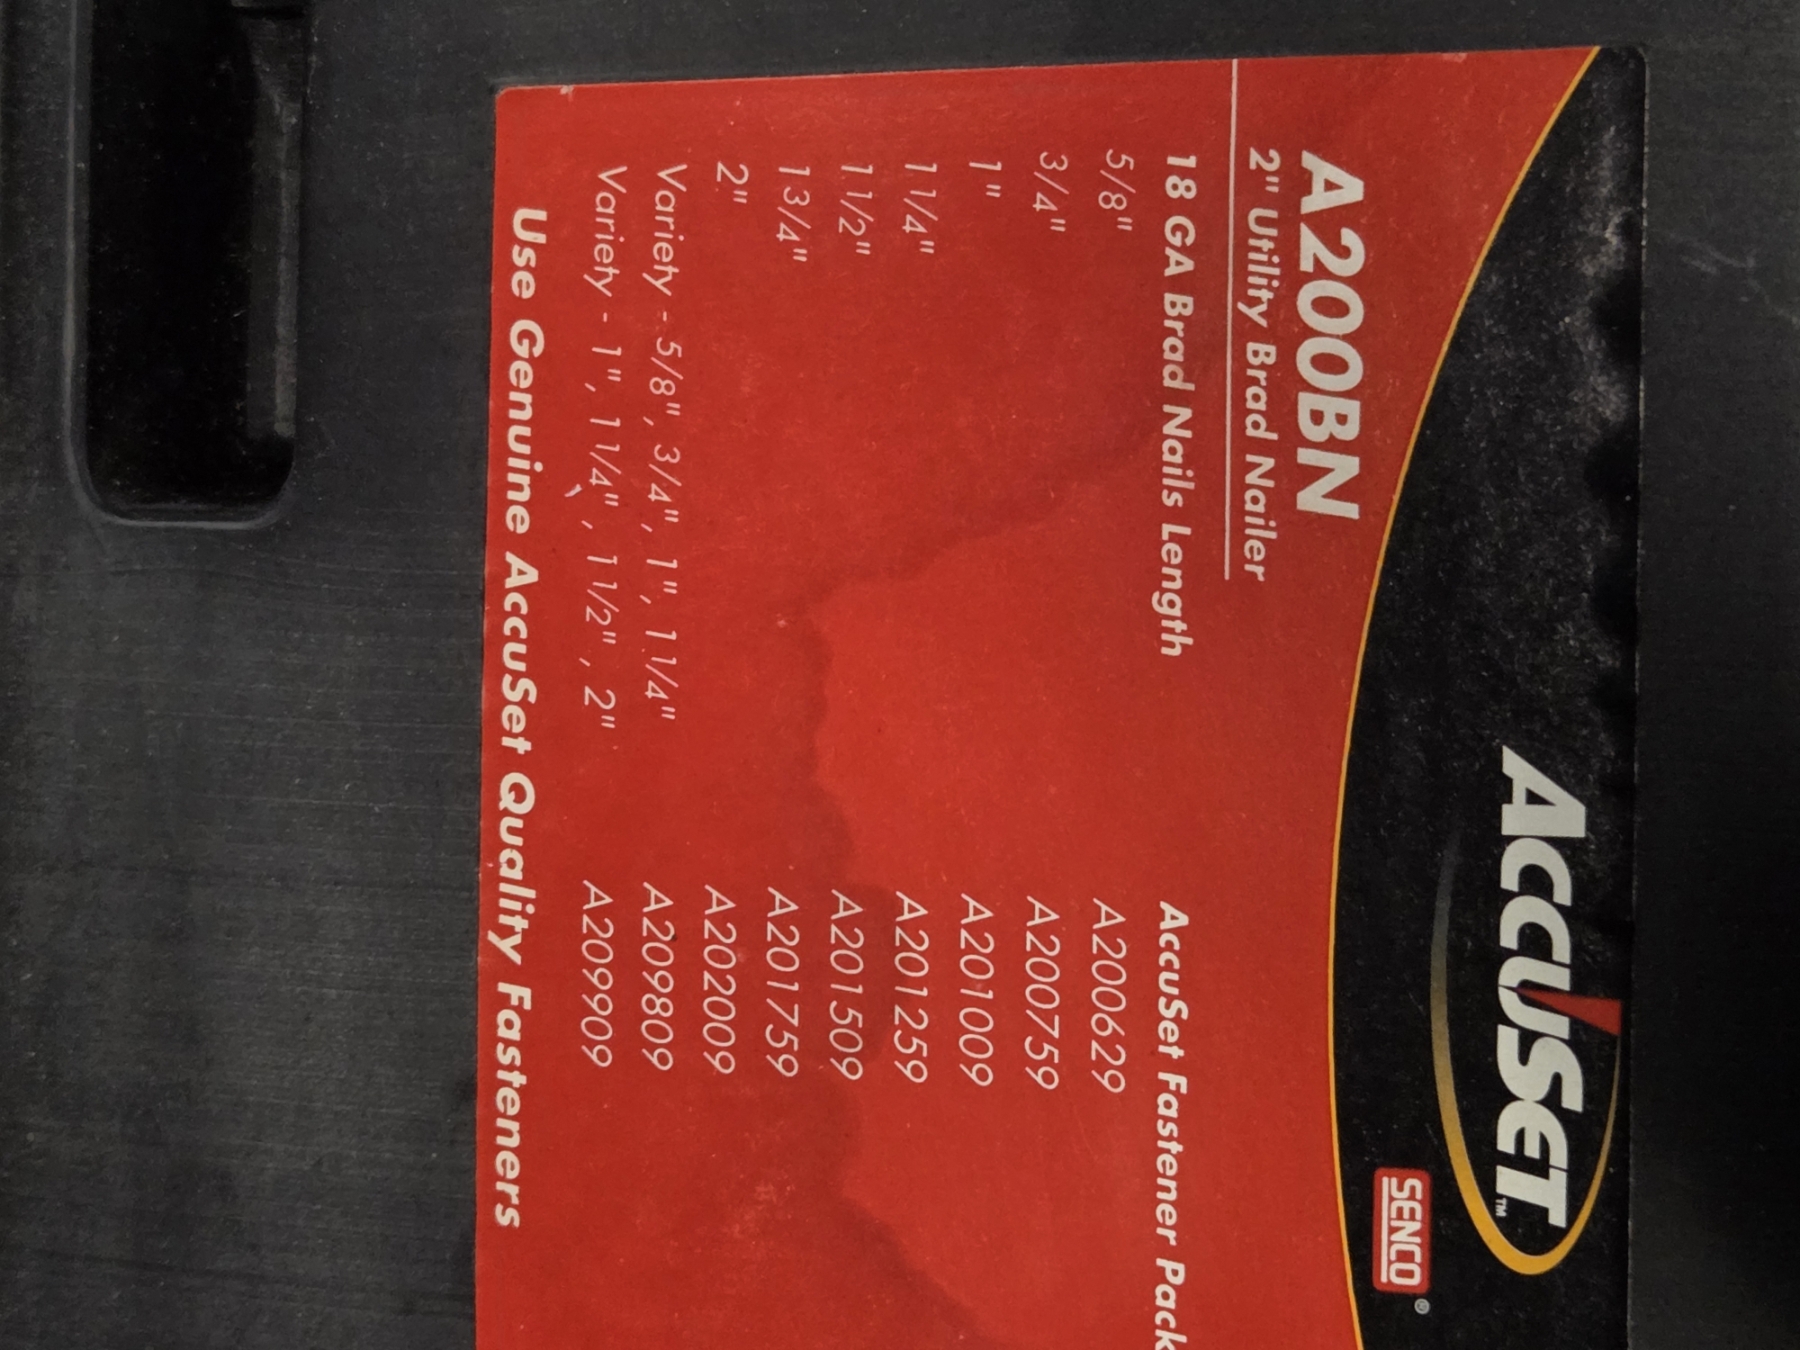 ACCUSET™
SENCO®
A200BN
2" Utility Brad Nailer
18 GA Brad Nails Length AccuSet Fastener Pack
5/8" A200629
3/4" A200759
1" A201009
1 1/4" A201259
1 1/2" A201509
1 3/4" A201759
2" A202009
Variety - 5/8", 3/4", 1", 1 1/4" A209809
Variety - 1", 1 1/4", 1 1/2", 2" A209909
Use Genuine AccuSet Quality Fasteners